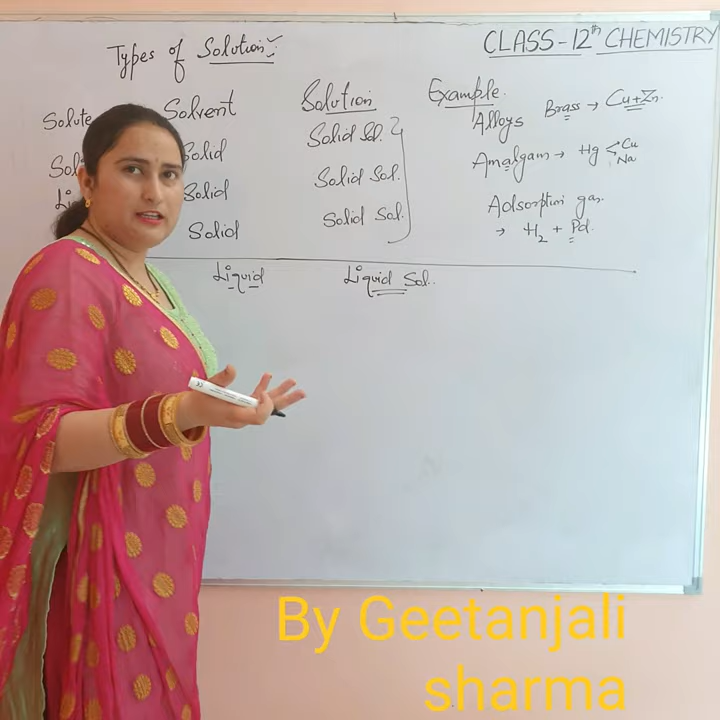 Types of Solution
CLASS-12th CHEMISTRY
Solute Solvent Solution Example.
Solid Solid Sol. Alloys Brass → Cu+Zn.
Solid Solid Sol. Amalgam → Hg Cu Na
Solid Solid Sol. Adsorption gas.
→ H2 + Pd.
Liquid Liquid Sol..
By Geetanjali
sharma